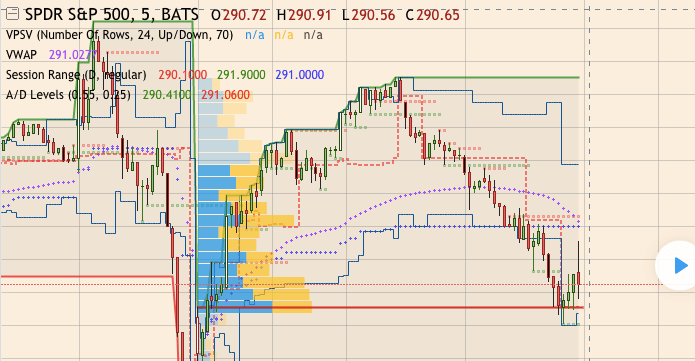 SPDR S&P 500, 5, BATS O290.72 H290.91 L290.56 C290.65
VPSV (Number Of Rows, 24, Up/Down, 70) n/a n/a n/a
VWAP 291.0277
Session Range (D, regular) 290.1000 291.9000 291.0000
A/D Levels (0.55, 0.25) 290.4100 291.0600